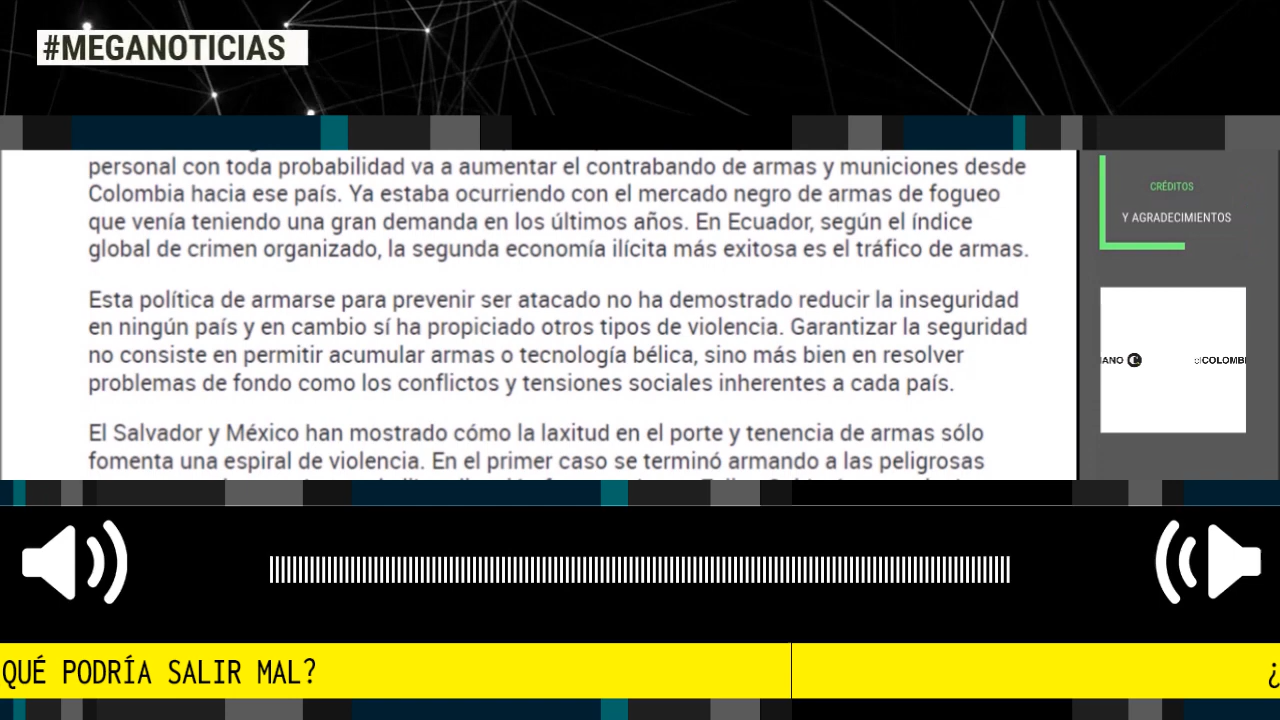 #MEGANOTICIAS
personal con toda probabilidad va a aumentar el contrabando de armas y municiones desde
Colombia hacia ese país. Ya estaba ocurriendo con el mercado negro de armas de fogueo
que venía teniendo una gran demanda en los últimos años. En Ecuador, según el índice
global de crimen organizado, la segunda economía ilícita más exitosa es el tráfico de armas.
Esta política de armarse para prevenir ser atacado no ha demostrado reducir la inseguridad
en ningún país y en cambio sí ha propiciado otros tipos de violencia. Garantizar la seguridad
no consiste en permitir acumular armas o tecnología bélica, sino más bien en resolver
problemas de fondo como los conflictos y tensiones sociales inherentes a cada país.
El Salvador y México han mostrado cómo la laxitud en el porte y tenencia de armas sólo
fomenta una espiral de violencia. En el primer caso se terminó armando a las peligrosas
CRÉDITOS
Y AGRADECIMIENTOS
IANO C elCOLOMBI
QUÉ PODRÍA SALIR MAL? ¿